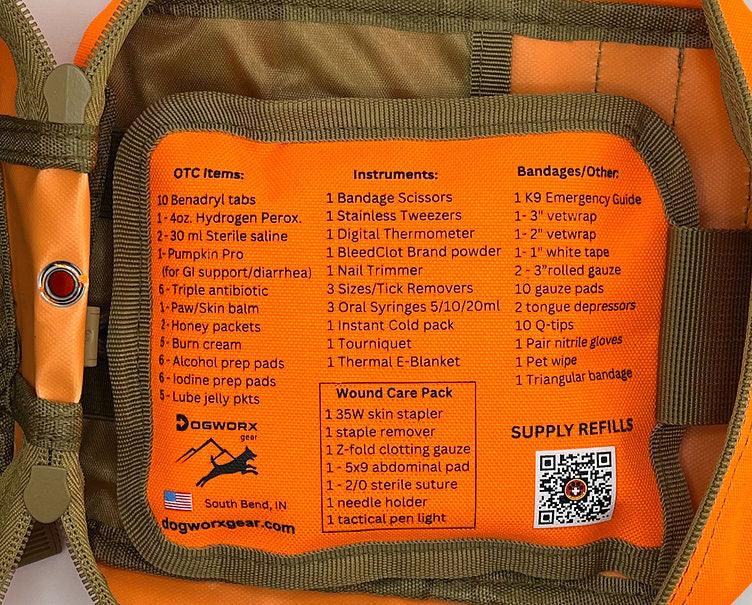 OTC Items:
10 Benadryl tabs
1-4oz. Hydrogen Perox.
2-30 ml Sterile saline
1-Pumpkin Pro
(for GI support/diarrhea)
6-Triple antibiotic
1-Paw/Skin balm
2-Honey packets
5-Burn cream
6-Alcohol prep pads
6-Iodine prep pads
5-Lube jelly pkts
DOGWORX
gear
South Bend, IN
dogworxgear.com
Instruments:
1 Bandage Scissors
1 Stainless Tweezers
1 Digital Thermometer
1 BleedClot Brand powder
1 Nail Trimmer
3 Sizes/Tick Removers
3 Oral Syringes 5/10/20ml
1 Instant Cold pack
1 Tourniquet
1 Thermal E-Blanket
Wound Care Pack
1 35W skin stapler
1 staple remover
1 Z-fold clotting gauze
1 - 5x9 abdominal pad
1 - 2/0 sterile suture
1 needle holder
1 tactical pen light
Bandages/Other:
1 K9 Emergency Guide
1- 3" vetwrap
1- 2" vetwrap
1- 1" white tape
2 - 3"rolled gauze
10 gauze pads
2 tongue depressors
10 Q-tips
1 Pair nitrile gloves
1 Pet wipe
1 Triangular bandage
SUPPLY REFILLS